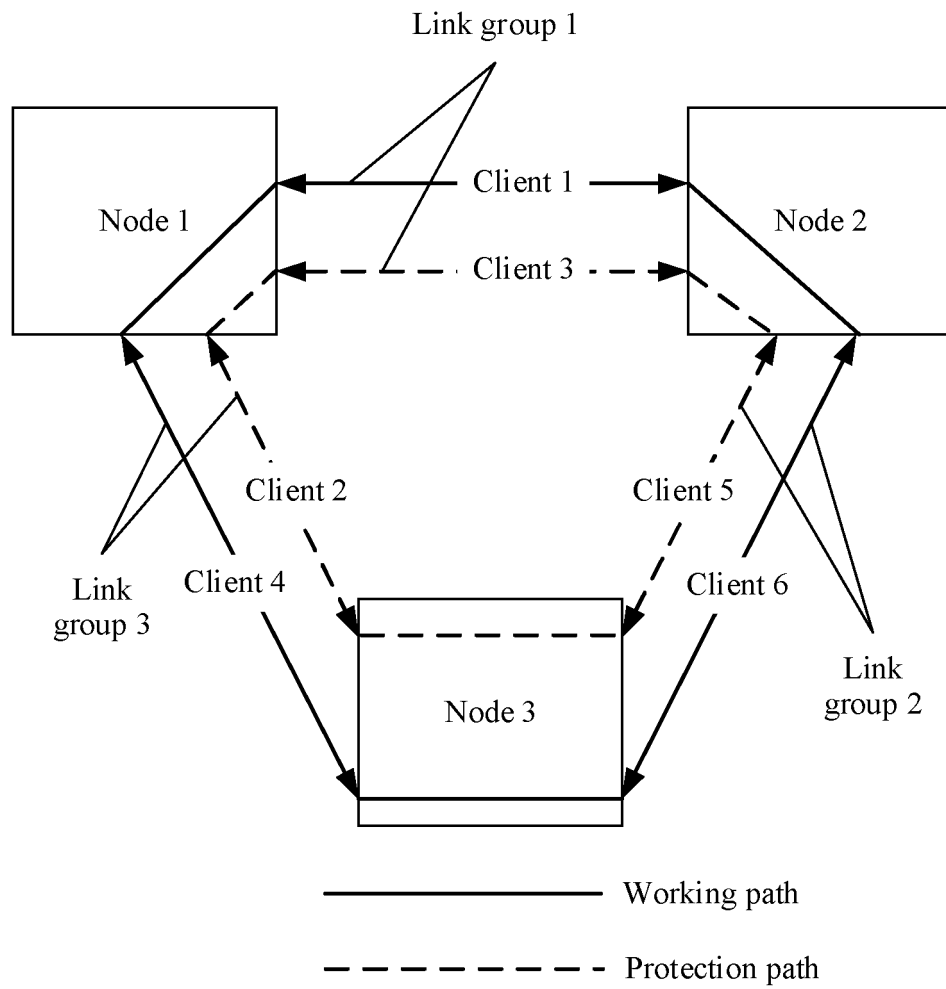 Link group 1
Client 1
Node 1
Node 2
Client 3
Client 2
Client 5
Client 4
Client 6
Link
group 3
Link
group 2
Node 3
Working path
Protection path